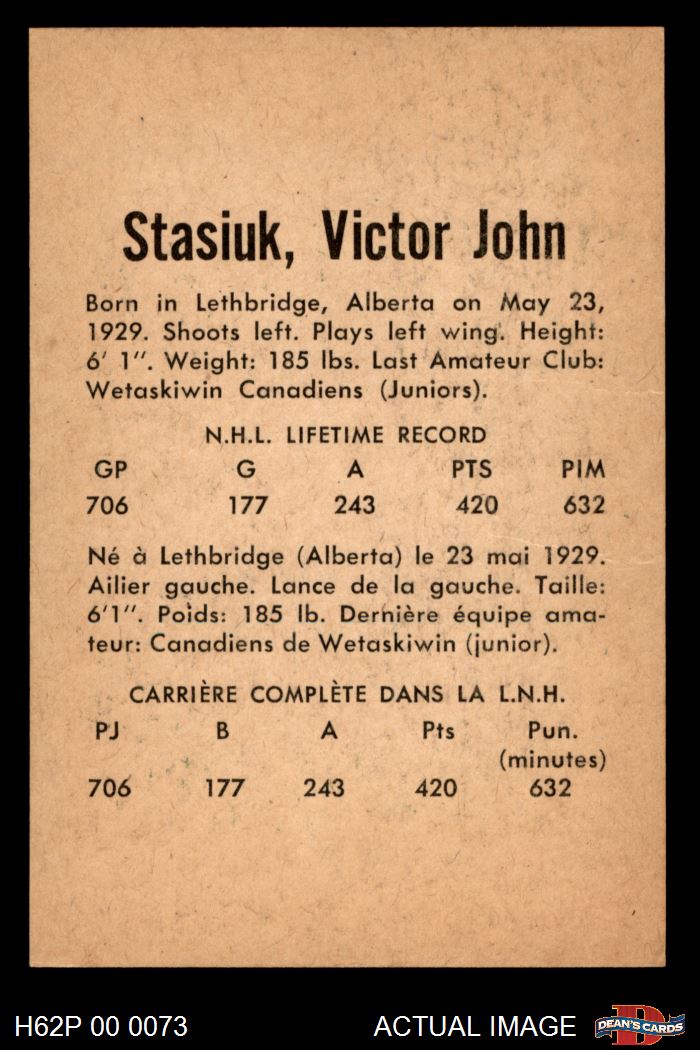 Stasiuk, Victor John
Born in Lethbridge, Alberta on May 23,
1929. Shoots left. Plays left wing. Height:
6' 1". Weight: 185 lbs. Last Amateur Club:
Wetaskiwin Canadiens (Juniors).
N.H.L. LIFETIME RECORD
GP G A PTS PIM
706 177 243 420 632
Né à Lethbridge (Alberta) le 23 mai 1929.
Ailier gauche. Lance de la gauche. Taille:
6'1". Poids: 185 lb. Dernière équipe ama-
teur: Canadiens de Wetaskiwin (junior).
CARRIÈRE COMPLÈTE DANS LA L.N.H.
PJ B A Pts Pun.
(minutes)
706 177 243 420 632
H62P 00 0073 ACTUAL IMAGE D DEAN'S CARDS